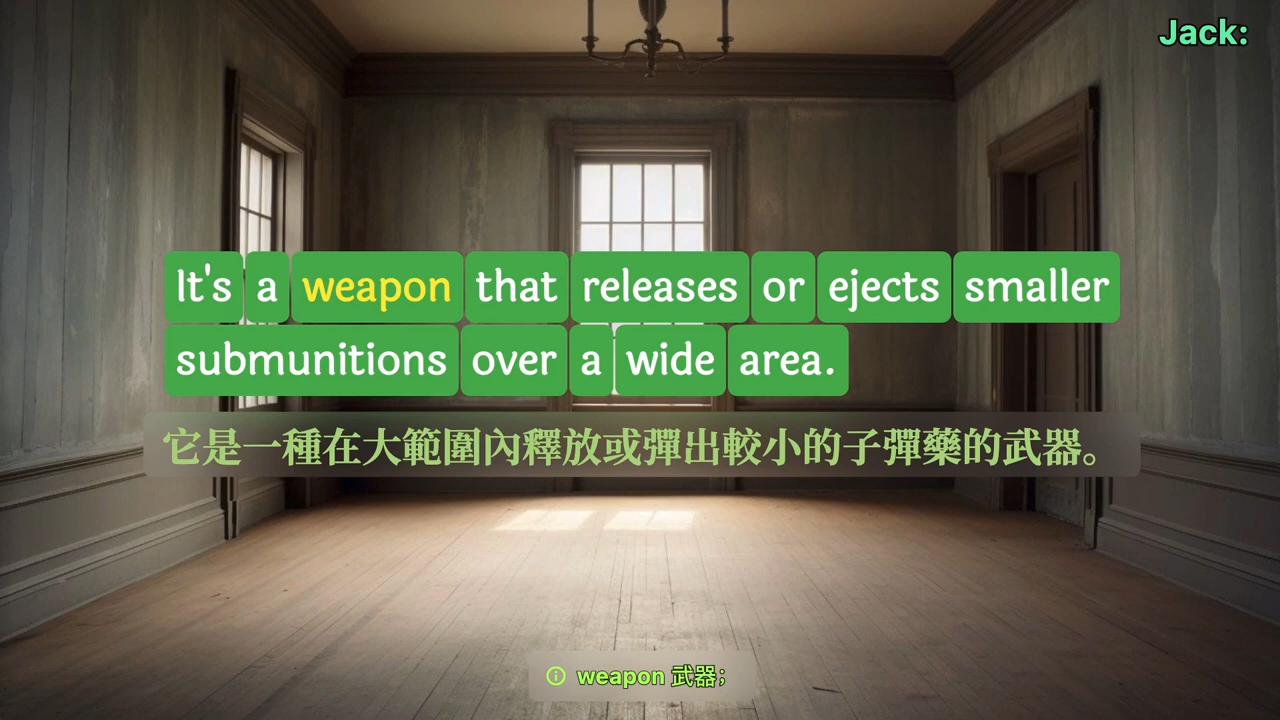 Jack:
It's a weapon that releases or ejects smaller
submunitions over a wide area.
它是一種在大範圍內釋放或彈出較小的子彈藥的武器。
weapon 武器;